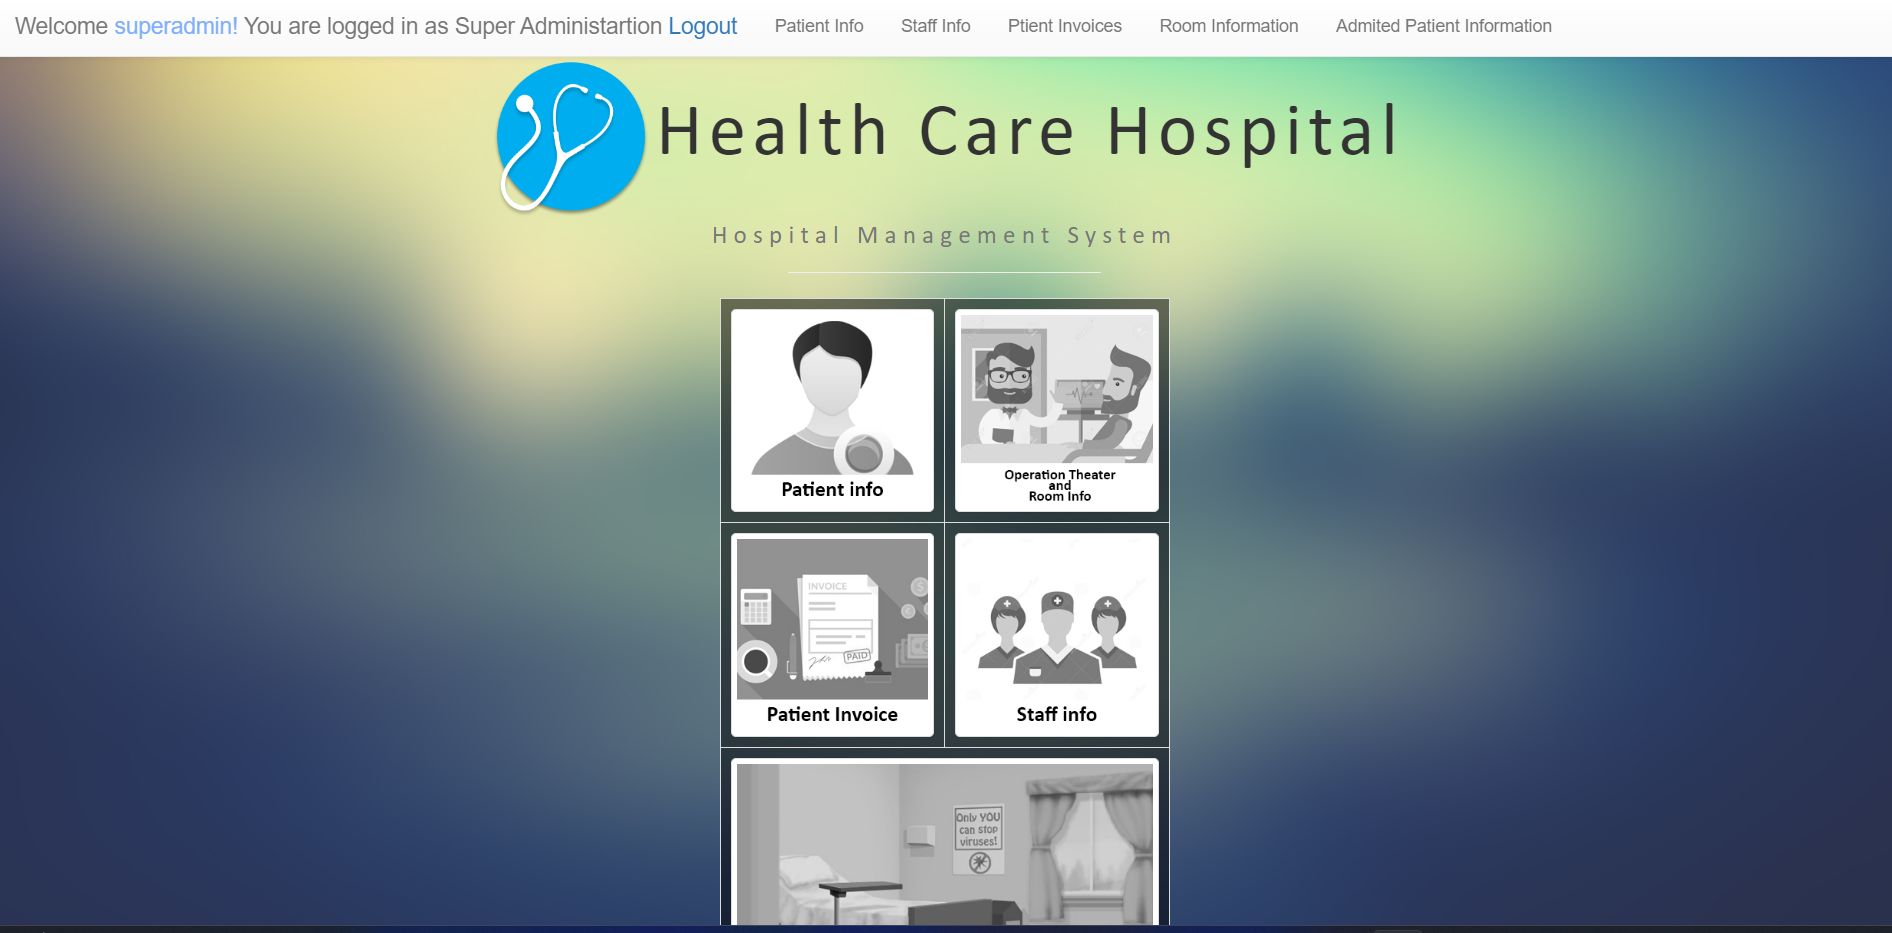 Welcome superadmin! You are logged in as Super Administartion Logout Patient Info Staff Info Ptient Invoices Room Information Admited Patient Information
Health Care Hospital
Hospital Management System
Patient info
Operation Theater
and
Room Info
INVOICE
PAID
Patient Invoice
Staff info
Only YOU
can stop
viruses!